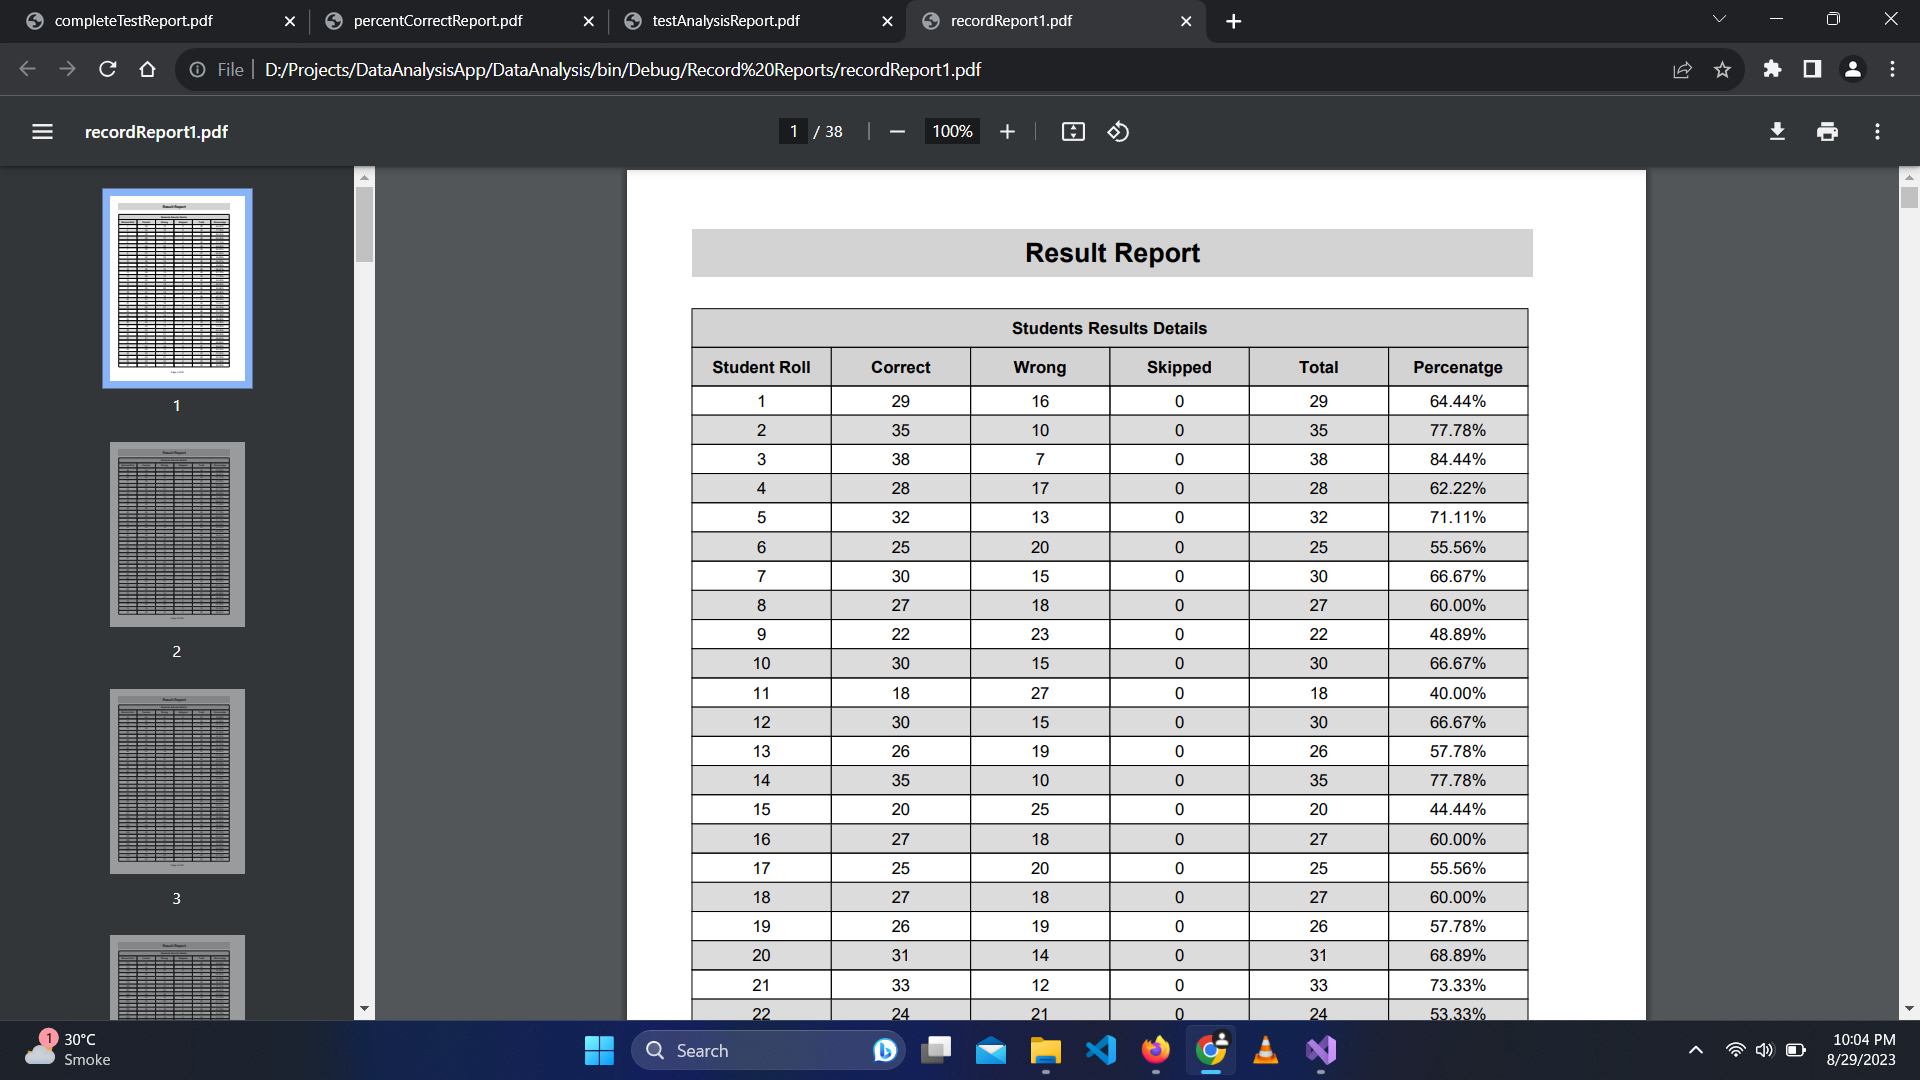 completeTestReport.pdf percentCorrectReport.pdf testAnalysisReport.pdf recordReport1.pdf
File D:/Projects/DataAnalysisApp/DataAnalysis/bin/Debug/Record%20Reports/recordReport1.pdf
recordReport1.pdf 1 / 38 100%
1
2
3
Result Report
Students Results Details
Student Roll Correct Wrong Skipped Total Percenatge
1 29 16 0 29 64.44%
2 35 10 0 35 77.78%
3 38 7 0 38 84.44%
4 28 17 0 28 62.22%
5 32 13 0 32 71.11%
6 25 20 0 25 55.56%
7 30 15 0 30 66.67%
8 27 18 0 27 60.00%
9 22 23 0 22 48.89%
10 30 15 0 30 66.67%
11 18 27 0 18 40.00%
12 30 15 0 30 66.67%
13 26 19 0 26 57.78%
14 35 10 0 35 77.78%
15 20 25 0 20 44.44%
16 27 18 0 27 60.00%
17 25 20 0 25 55.56%
18 27 18 0 27 60.00%
19 26 19 0 26 57.78%
20 31 14 0 31 68.89%
21 33 12 0 33 73.33%
22 24 21 0 24 53.33%
1 30°C
Smoke
Search
10:04 PM
8/29/2023